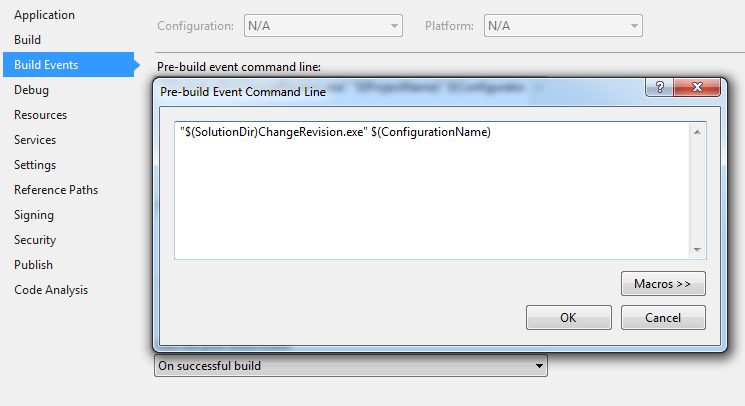 Application
Configuration: N/A Platform: N/A
Build
Build Events
Pre-build event command line:
Debug
Pre-build Event Command Line
Resources
"$(SolutionDir)ChangeRevision.exe" $(ConfigurationName)
Services
Settings
Reference Paths
Signing
Security
Publish
Code Analysis
Macros >>
OK Cancel
On successful build